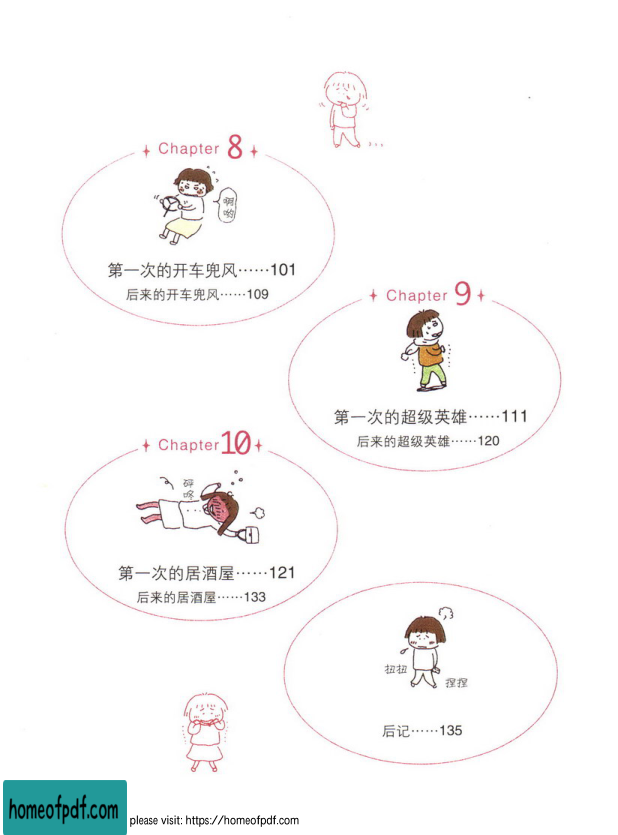 Chapter 8
啊哟
第一次的开车兜风……101
后来的开车兜风……109
Chapter 9
第一次的超级英雄……111
后来的超级英雄……120
Chapter 10
砰咚
第一次的居酒屋……121
后来的居酒屋……133
扭扭
捏捏
后记……135
homeofpdf.com
please visit: https://homeofpdf.com